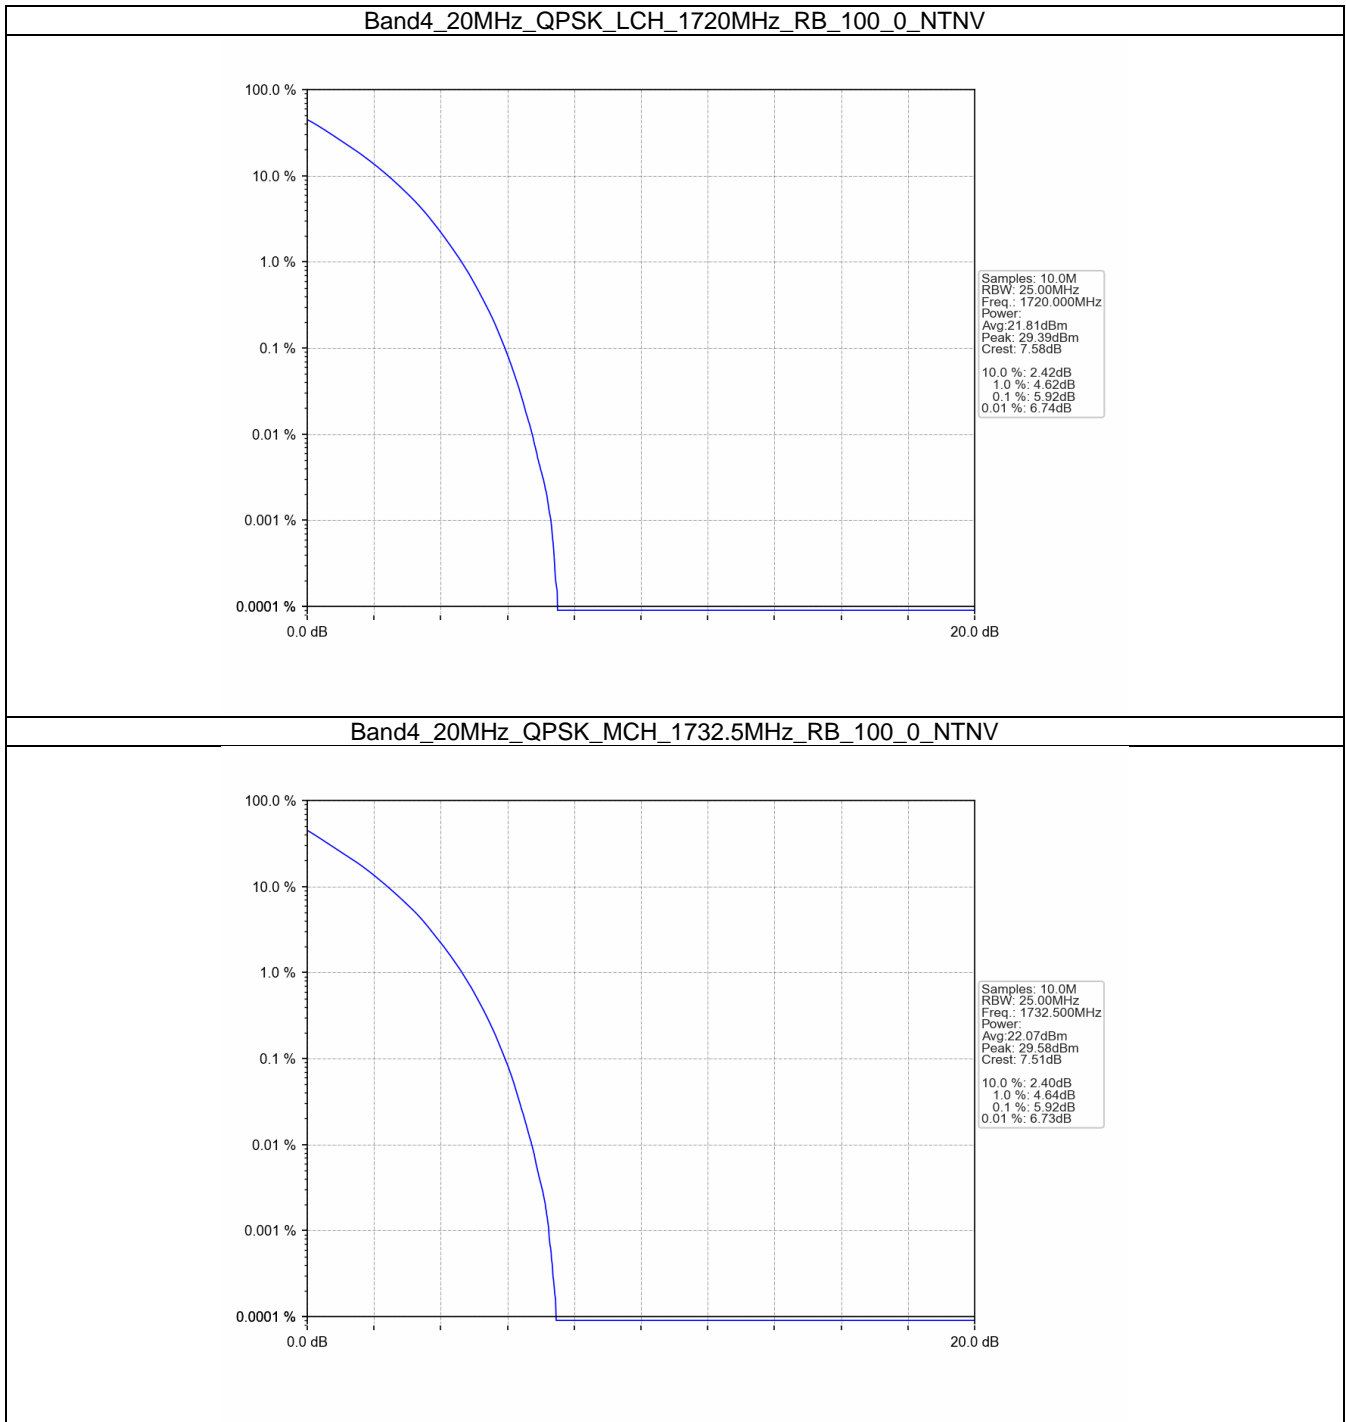 Band4_20MHz_QPSK_LCH_1720MHz_RB_100_0_NTNV
100.0 %
10.0 %
1.0 %
0.1 %
0.01 %
0.001 %
0.0001 %
0.0 dB
20.0 dB
Samples: 10.0M
RBW: 25.00MHz
Freq.: 1720.000MHz
Power:
Avg:21.81dBm
Peak: 29.39dBm
Crest: 7.58dB
10.0 %: 2.42dB
1.0 %: 4.62dB
0.1 %: 5.92dB
0.01 %: 6.74dB
Band4_20MHz_QPSK_MCH_1732.5MHz_RB_100_0_NTNV
100.0 %
10.0 %
1.0 %
0.1 %
0.01 %
0.001 %
0.0001 %
0.0 dB
20.0 dB
Samples: 10.0M
RBW: 25.00MHz
Freq.: 1732.500MHz
Power:
Avg:22.07dBm
Peak: 29.58dBm
Crest: 7.51dB
10.0 %: 2.40dB
1.0 %: 4.64dB
0.1 %: 5.92dB
0.01 %: 6.73dB